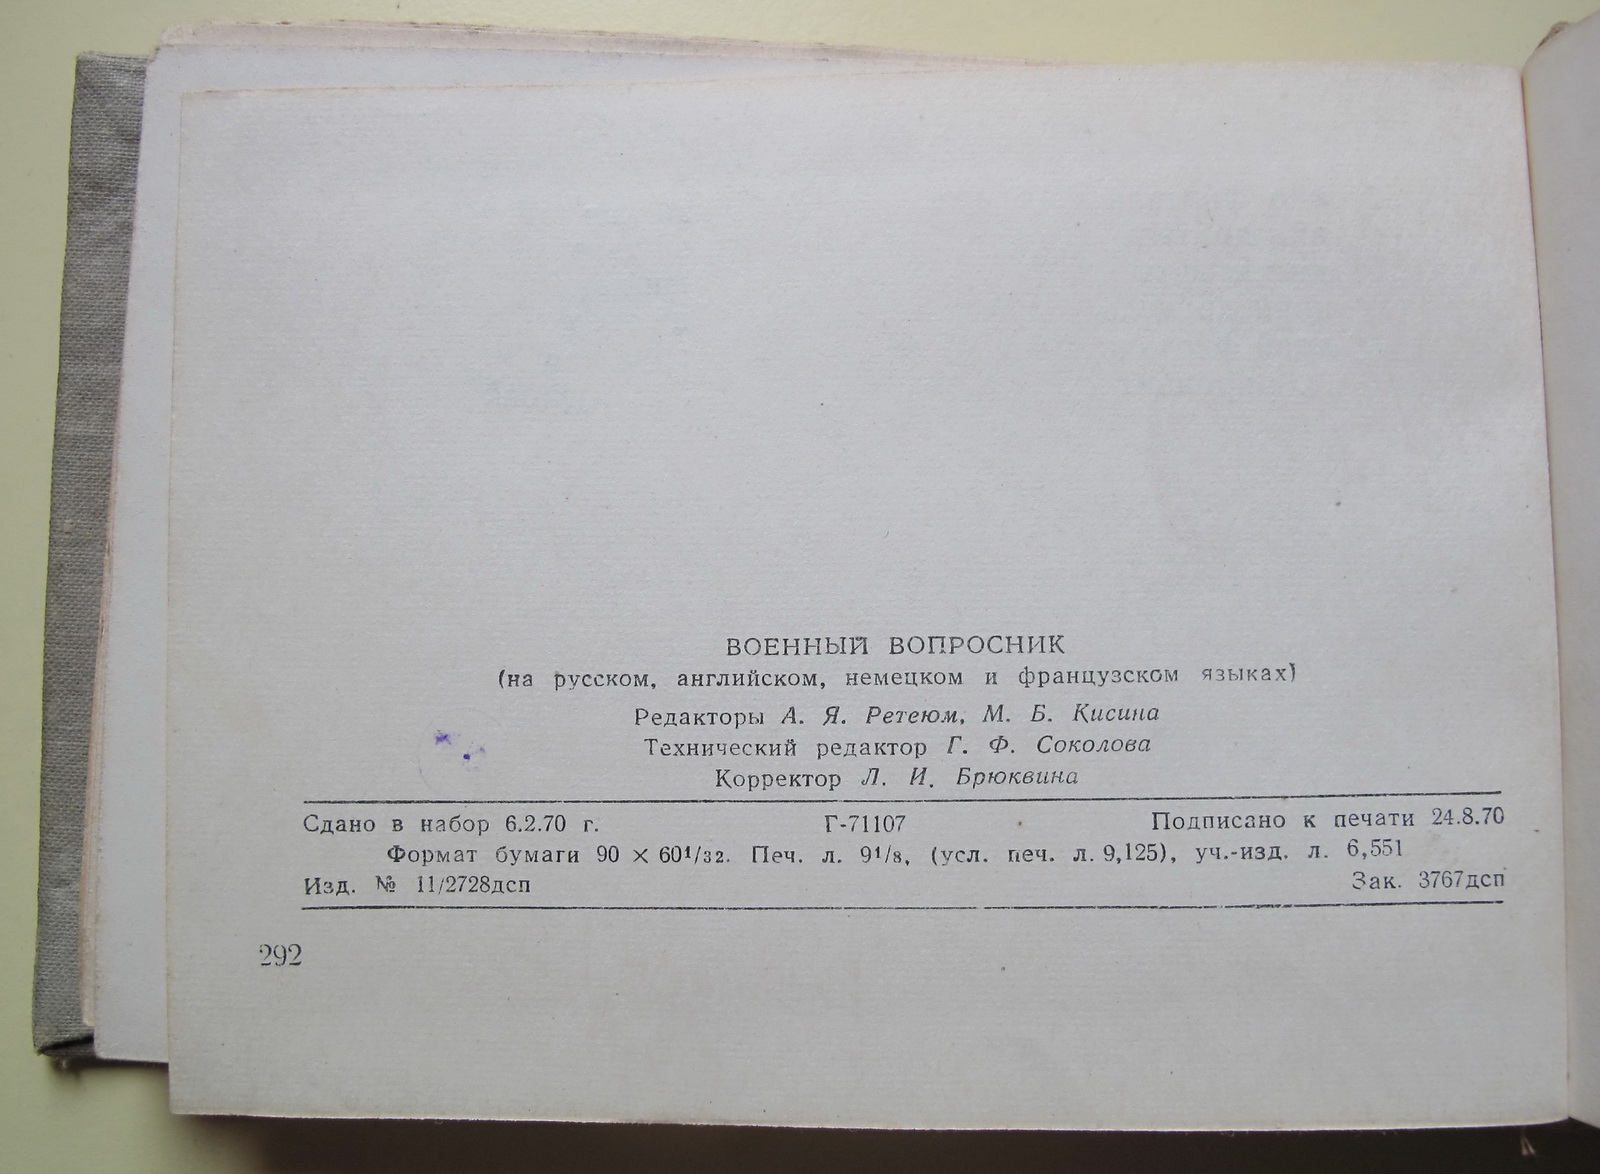 ВОЕННЫЙ ВОПРОСНИК
(на русском, английском, немецком и французском языках)
Редакторы А. Я. Ретеюм, М. Б. Кисина
Технический редактор Г. Ф. Соколова
Корректор Л. И. Брюквина
Сдано в набор 6.2.70 г. Г-71107 Подписано к печати 24.8.70
Формат бумаги 90 × 60¹/₃₂. Печ. л. 9¹/₈, (усл. печ. л. 9,125), уч.-изд. л. 6,551
Изд. № 11/2728дсп Зак. 3767дсп
292